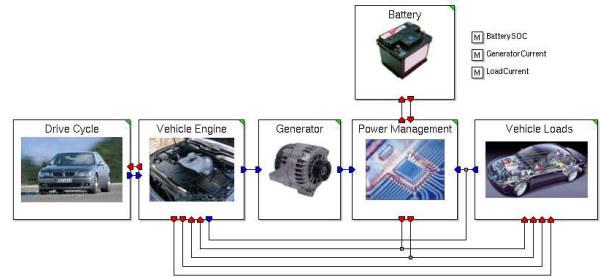 Battery
M BatterySOC
M GeneratorCurrent
M LoadCurrent
Drive Cycle
Vehicle Engine
Generator
Power Management
Vehicle Loads